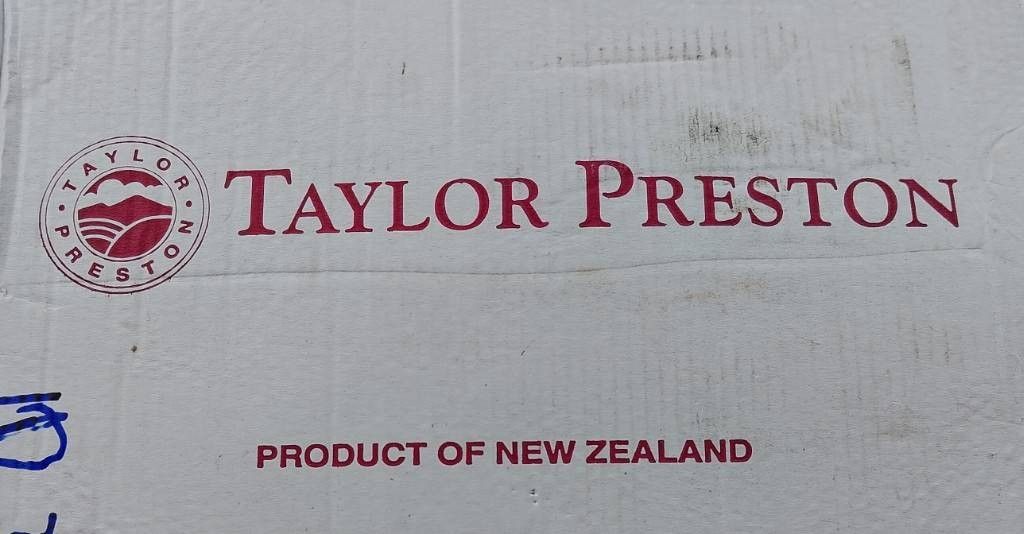 TAYLOR PRESTON
TAYLOR PRESTON
PRODUCT OF NEW ZEALAND